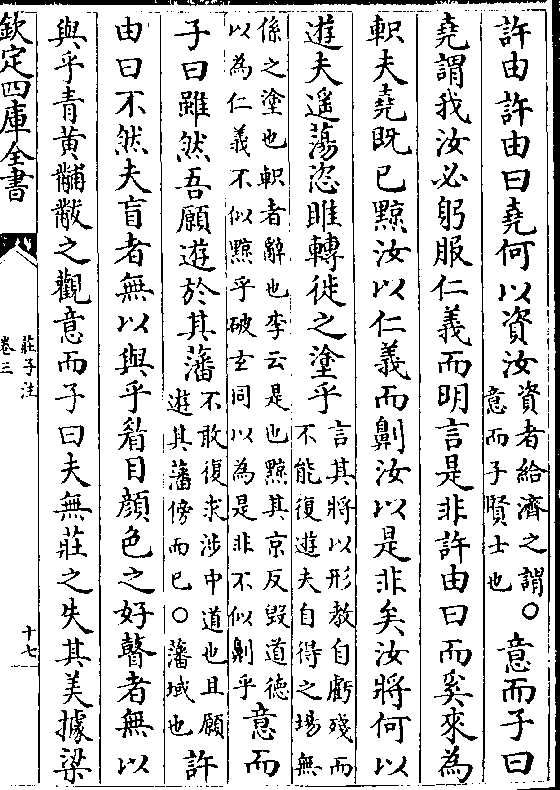 許由許由曰堯何以資汝資者給濟之謂○意而子曰
意而子賢士也
堯謂我汝必躬服仁義而明言是非許由曰而奚來為
軹夫堯既已黥汝以仁義而劓汝以是非矣汝將何以
遊夫遥蕩恣睢轉徙之塗乎言其將以形教自虧殘而
不能復遊夫自得之場無
係之塗也軹者辭也李云是也黥其京反毁道德
以為仁義不似黥乎破玄同以為是非不似劓乎意而
子曰雖然吾願遊於其藩不敢復求涉中道也且願
遊其藩傍而已○藩域也許
由曰不然夫盲者無以與乎眉目顔色之好瞽者無以
與乎青黄黼黻之觀意而子曰夫無莊之失其美據梁
欽定四庫全書
莊子注
卷三
十七